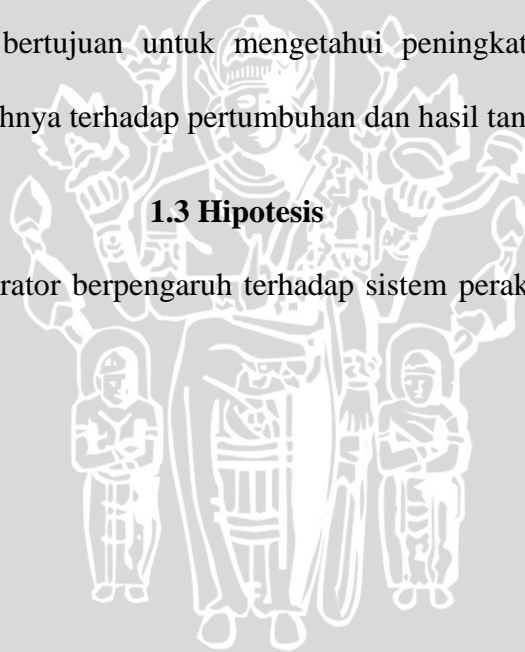 bertujuan untuk mengetahui peningkat
hnya terhadap pertumbuhan dan hasil tan
1.3 Hipotesis
rator berpengaruh terhadap sistem perak